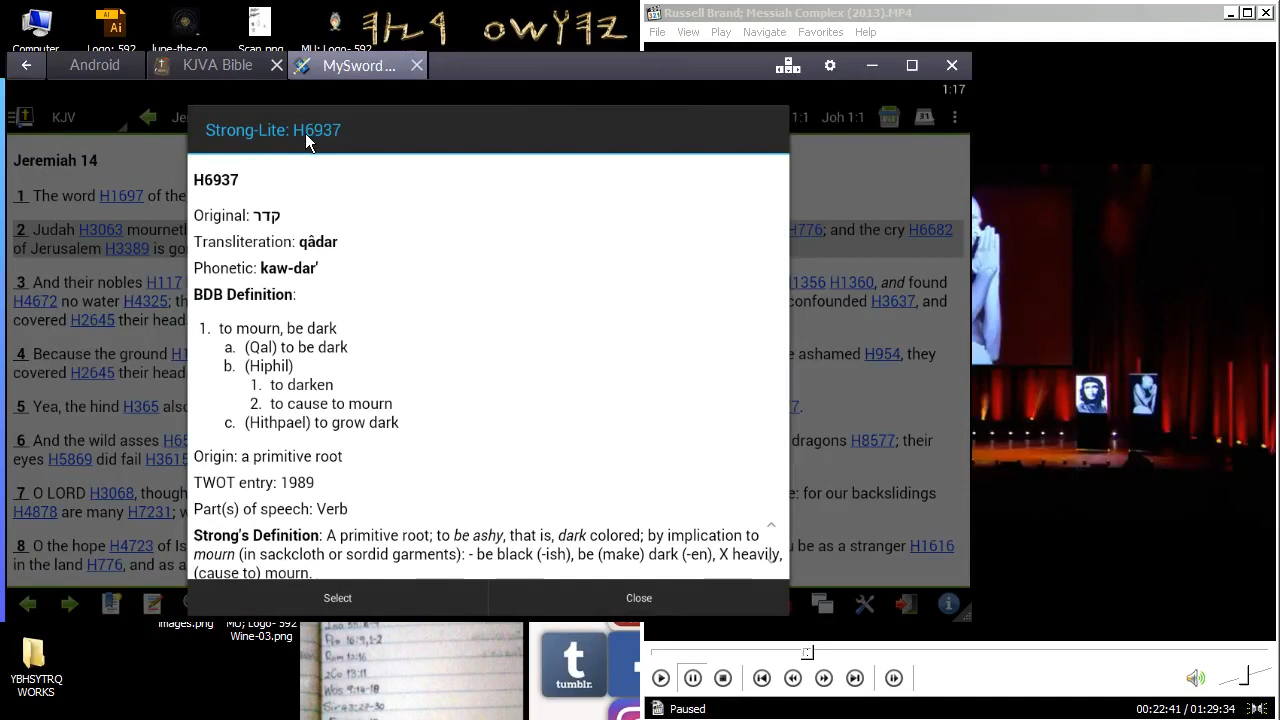 Russell Brand; Messiah Complex (2013).MP4
File View Play Navigate Favorites Help
Android
KJVA Bible
MySword ...
1:17
KJV
1:1 Joh 1:1
31
Strong-Lite: H6937
Jeremiah 14
1 The word H1697 of the
2 Judah H3063 mourneth
H776; and the cry H6682
of Jerusalem H3389 is go
3 And their nobles H117
1356 H1360, and found
H4672 no water H4325; th
confounded H3637, and
covered H2645 their head
4 Because the ground H1
ashamed H954, they
covered H2645 their head
5 Yea, the hind H365 also
6 And the wild asses H65
dragons H8577; their
eyes H5869 did fail H3615
7 O LORD H3068, though
: for our backslidings
H4878 are many H7231; w
8 O the hope H4723 of Is
u be as a stranger H1616
in the land H776, and as a
H6937
Original: קדר
Transliteration: qâdar
Phonetic: kaw-dar'
BDB Definition:
1. to mourn, be dark
a. (Qal) to be dark
b. (Hiphil)
1. to darken
2. to cause to mourn
c. (Hithpael) to grow dark
Origin: a primitive root
TWOT entry: 1989
Part(s) of speech: Verb
Strong's Definition: A primitive root; to be ashy, that is, dark colored; by implication to
mourn (in sackcloth or sordid garments): - be black (-ish), be (make) dark (-en), X heavily,
(cause to) mourn.
Select
Close
images.png
MU; Logo- 592
Wine-03.png
YBHSYTRQ
WORKS
t
tumblr.
Paused
00:22:41 / 01:29:34